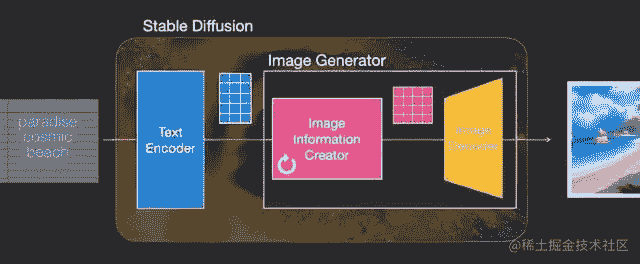 Stable Diffusion
Image Generator
paradise
cosmic
beach
Text
Encoder
Image
Information
Creator
@稀土掘金技术社区